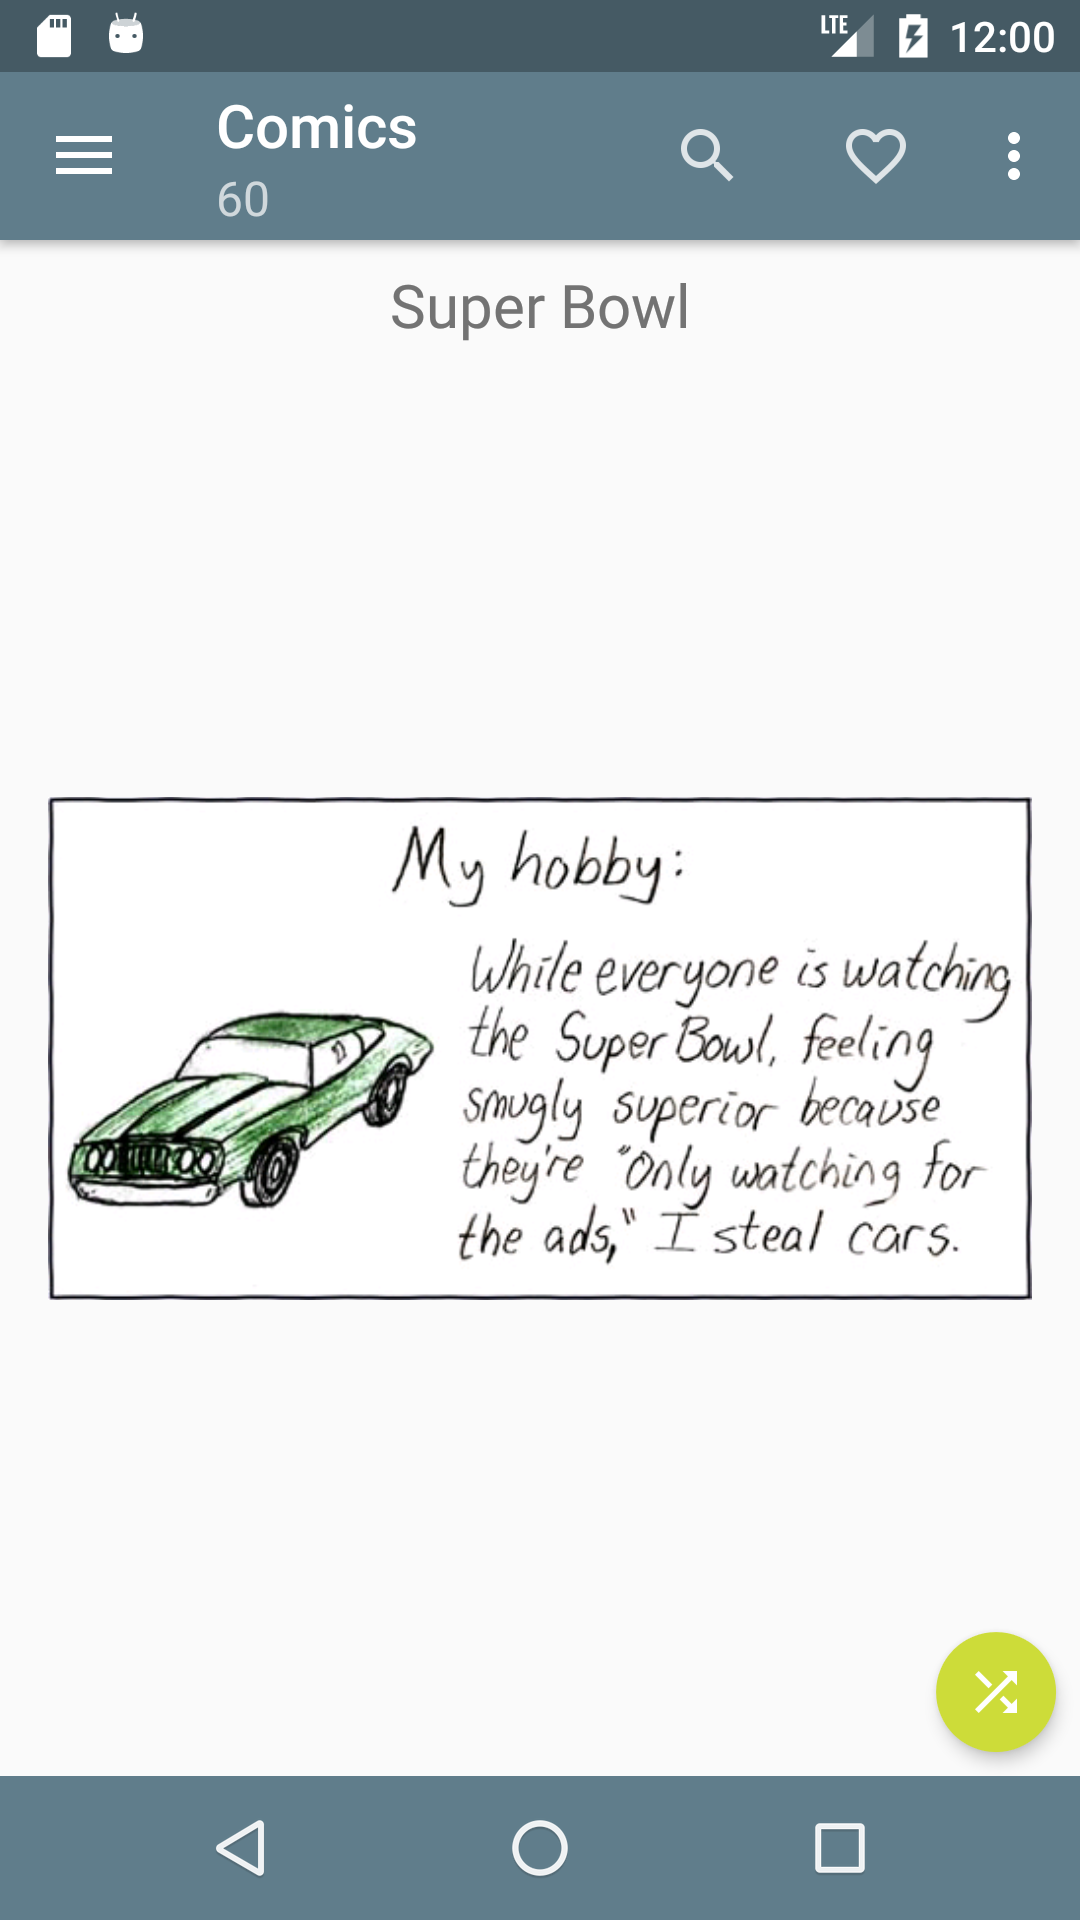 LTE 12:00
Comics
60
Super Bowl
My hobby:
While everyone is watching
the Super Bowl, feeling
smugly superior because
they're "Only watching for
the ads," I steal cars.